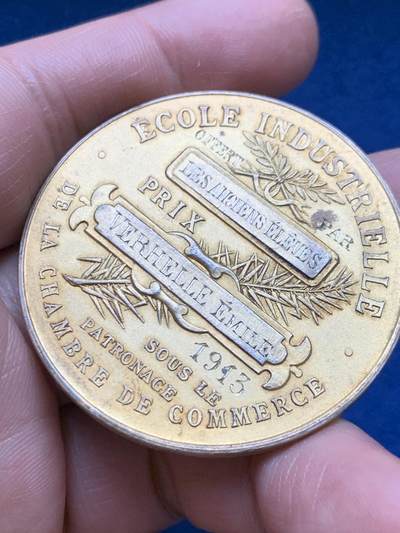 ÉCOLE INDUSTRIELLE
OFFERT PAR
LES ANCIENS ÉLÈVES
PRIX
VERHELLE ÉMILE
1913
SOUS LE
PATRONAGE
DE LA CHAMBRE DE COMMERCE